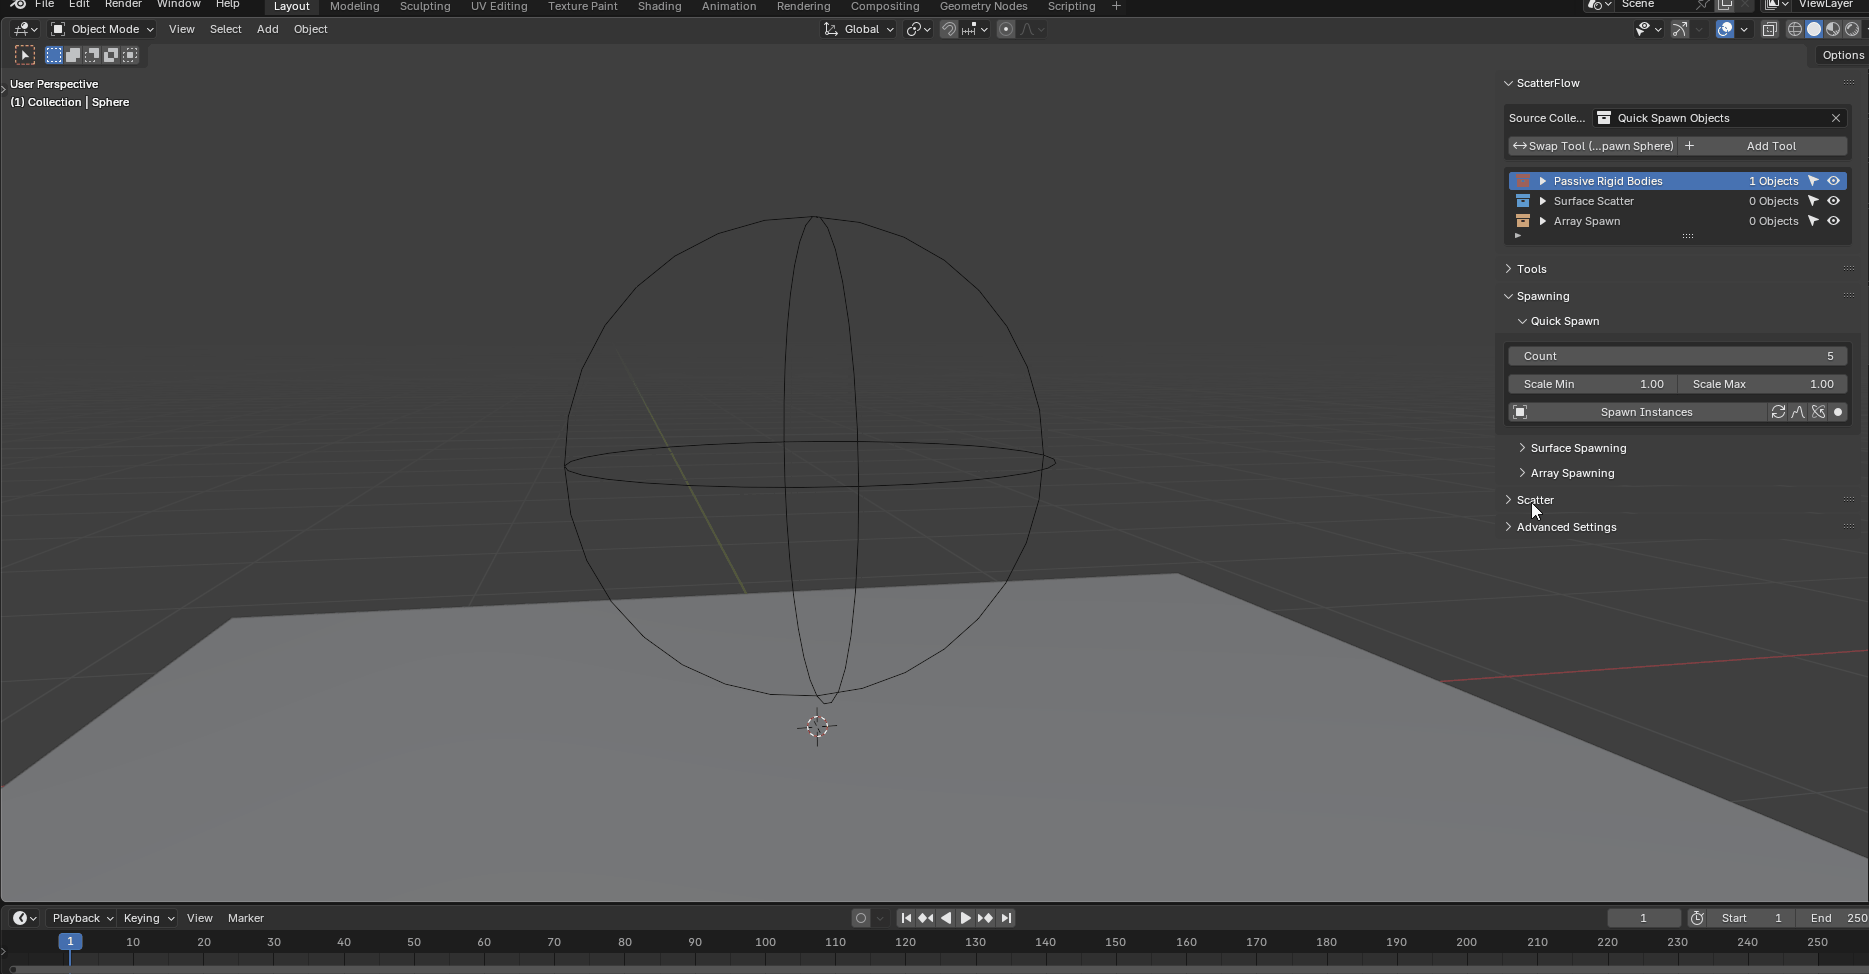 File Edit Render Window Help Layout Modeling Sculpting UV Editing Texture Paint Shading Animation Rendering Compositing Geometry Nodes Scripting + Scene ViewLayer
Object Mode View Select Add Object Global
Options
User Perspective
(1) Collection | Sphere
ScatterFlow
Source Colle... Quick Spawn Objects
Swap Tool (...pawn Sphere) + Add Tool
Passive Rigid Bodies 1 Objects
Surface Scatter 0 Objects
Array Spawn 0 Objects
Tools
Spawning
Quick Spawn
Count 5
Scale Min 1.00 Scale Max 1.00
Spawn Instances
Surface Spawning
Array Spawning
Scatter
Advanced Settings
Playback Keying View Marker 1 Start 1 End 250
1 10 20 30 40 50 60 70 80 90 100 110 120 130 140 150 160 170 180 190 200 210 220 230 240 250